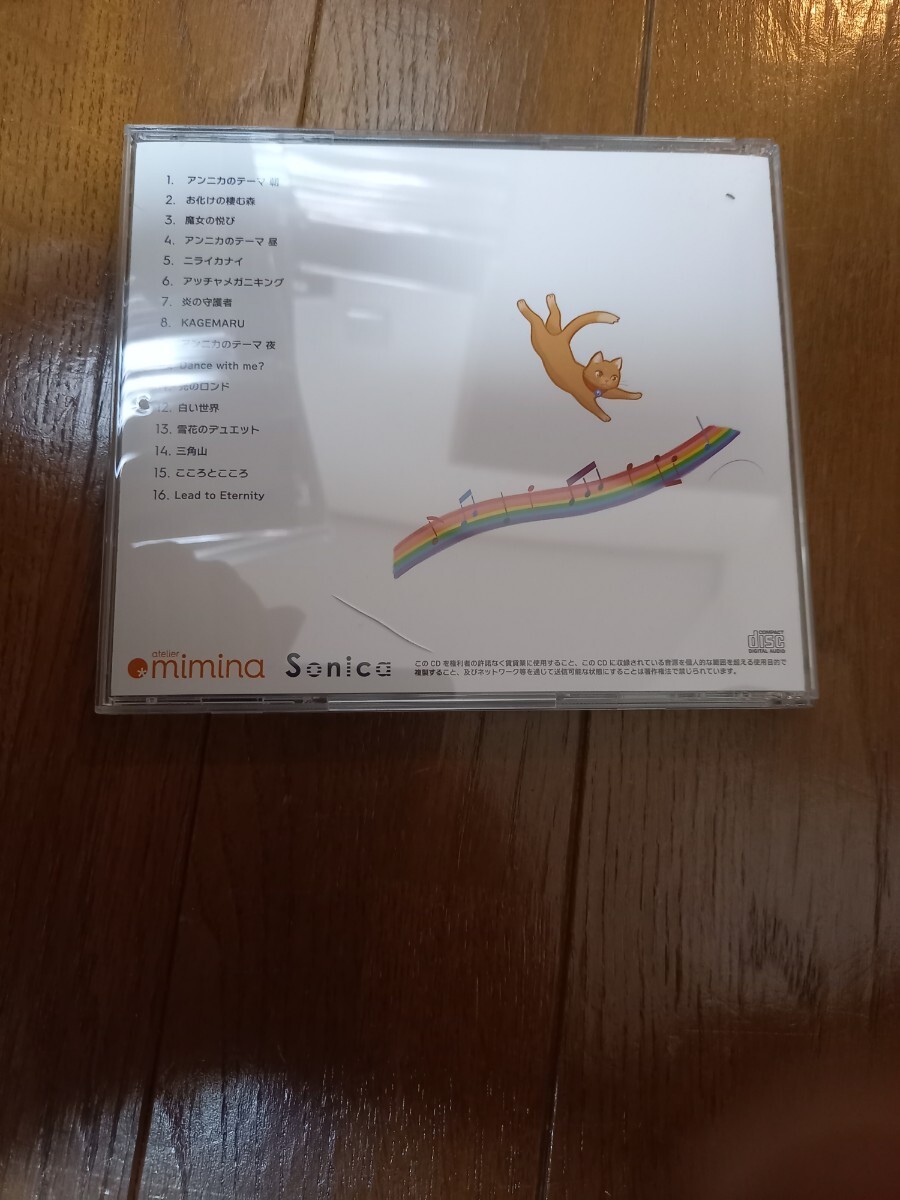 1. アンニカのテーマ 朝
2. お化けの棲む森
3. 魔女の悦び
4. アンニカのテーマ 昼
5. ニライカナイ
6. アッチャメガニキング
7. 炎の守護者
8. KAGEMARU
アンニカのテーマ 夜
Dance with me?
のロンド
12. 白い世界
13. 雪花のデュエット
14. 三角山
15. こころとこころ
16. Lead to Eternity
atelier
mimina
Sonica
このCDを権利者の許諾なく賃貸業に使用すること、このCDに収録されている音源を個人的な範囲を超える使用目的で
複製すること、及びネットワーク等を通じて送信可能な状態にすることは著作権法で禁じられています。
COMPACT
disc
DIGITAL AUDIO